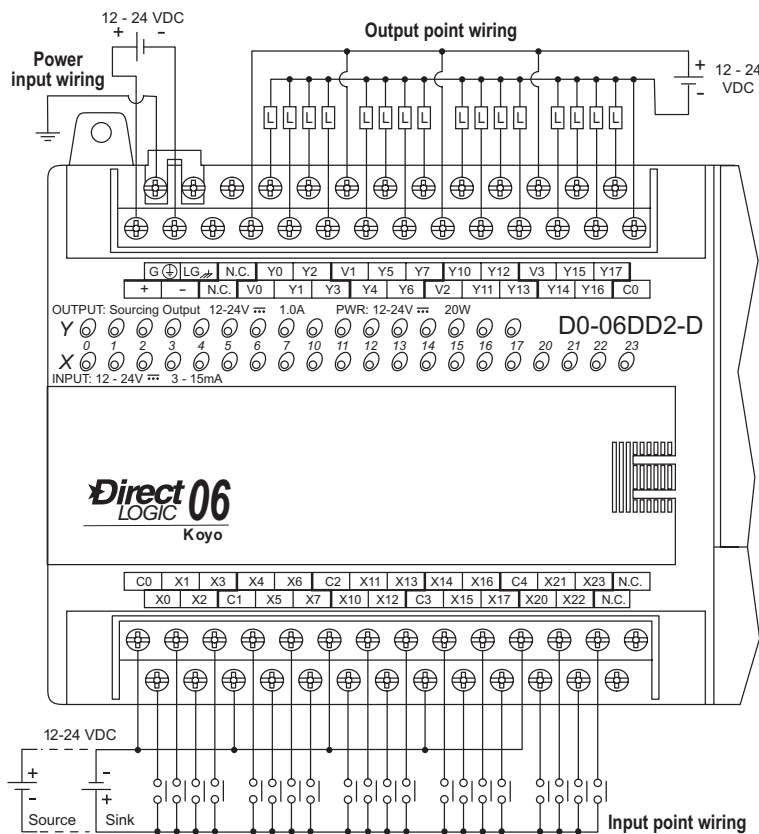 12 - 24 VDC
+ -
Power
input wiring
Output point wiring
+
-
12 - 24
VDC
L L L L L L L L L L L L L L L L
G LG N.C. Y0 Y2 V1 Y5 Y7 Y10 Y12 V3 Y15 Y17
+ - N.C. V0 Y1 Y3 Y4 Y6 V2 Y11 Y13 Y14 Y16 C0
OUTPUT: Sourcing Output 12-24V 1.0A PWR: 12-24V 20W
Y
D0-06DD2-D
0 1 2 3 4 5 6 7 10 11 12 13 14 15 16 17 20 21 22 23
X
INPUT: 12 - 24V 3 - 15mA
Direct
LOGIC
06
Koyo
C0 X1 X3 X4 X6 C2 X11 X13 X14 X16 C4 X21 X23 N.C.
X0 X2 C1 X5 X7 X10 X12 C3 X15 X17 X20 X22 N.C.
12-24 VDC
+ -
- +
Source Sink
Input point wiring